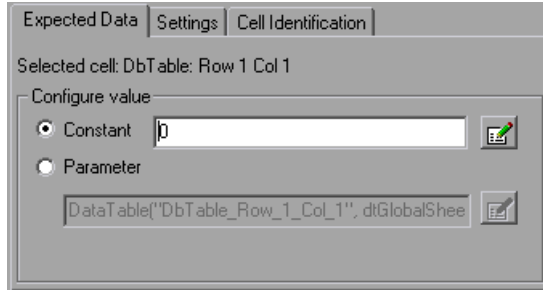 Expected Data Settings Cell Identification
Selected cell: DbTable: Row 1 Col 1
Configure value
Constant 0
Parameter
DataTable("DbTable_Row_1_Col_1", dtGlobalShee